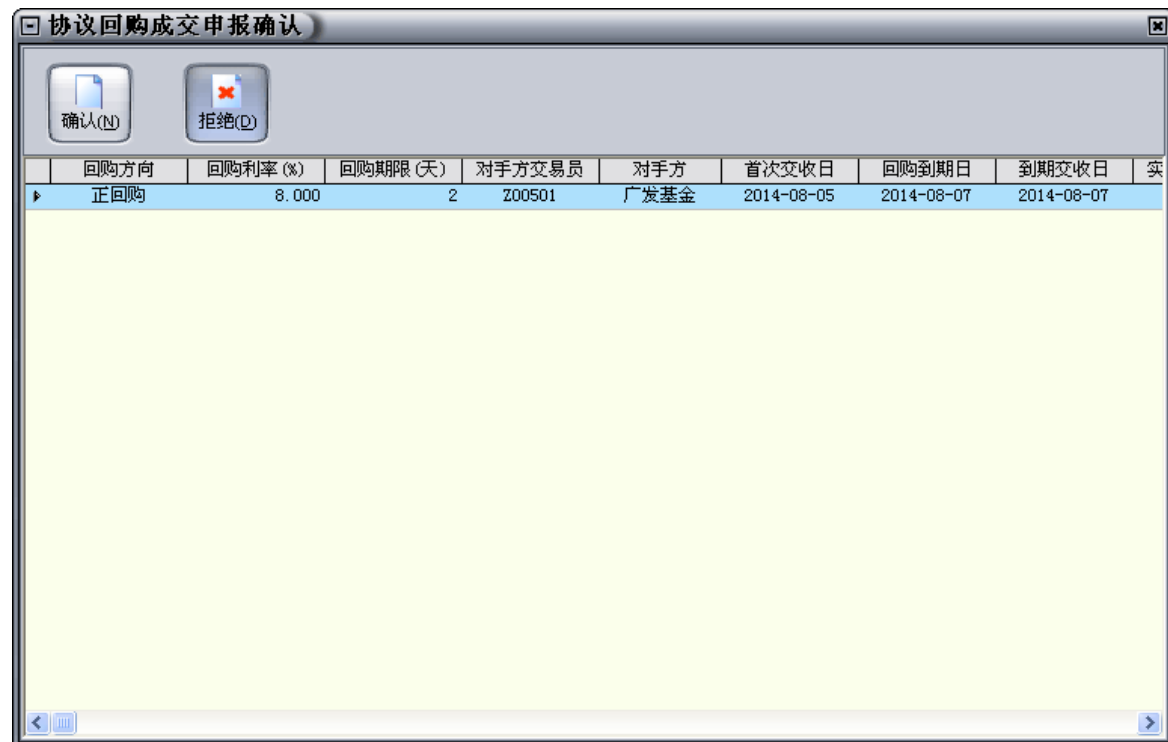 协议回购成交申报确认
确认(N) 拒绝(D)
回购方向 回购利率(%) 回购期限(天) 对手方交易员 对手方 首次交收日 回购到期日 到期交收日 实
正回购 8.000 2 Z00501 广发基金 2014-08-05 2014-08-07 2014-08-07